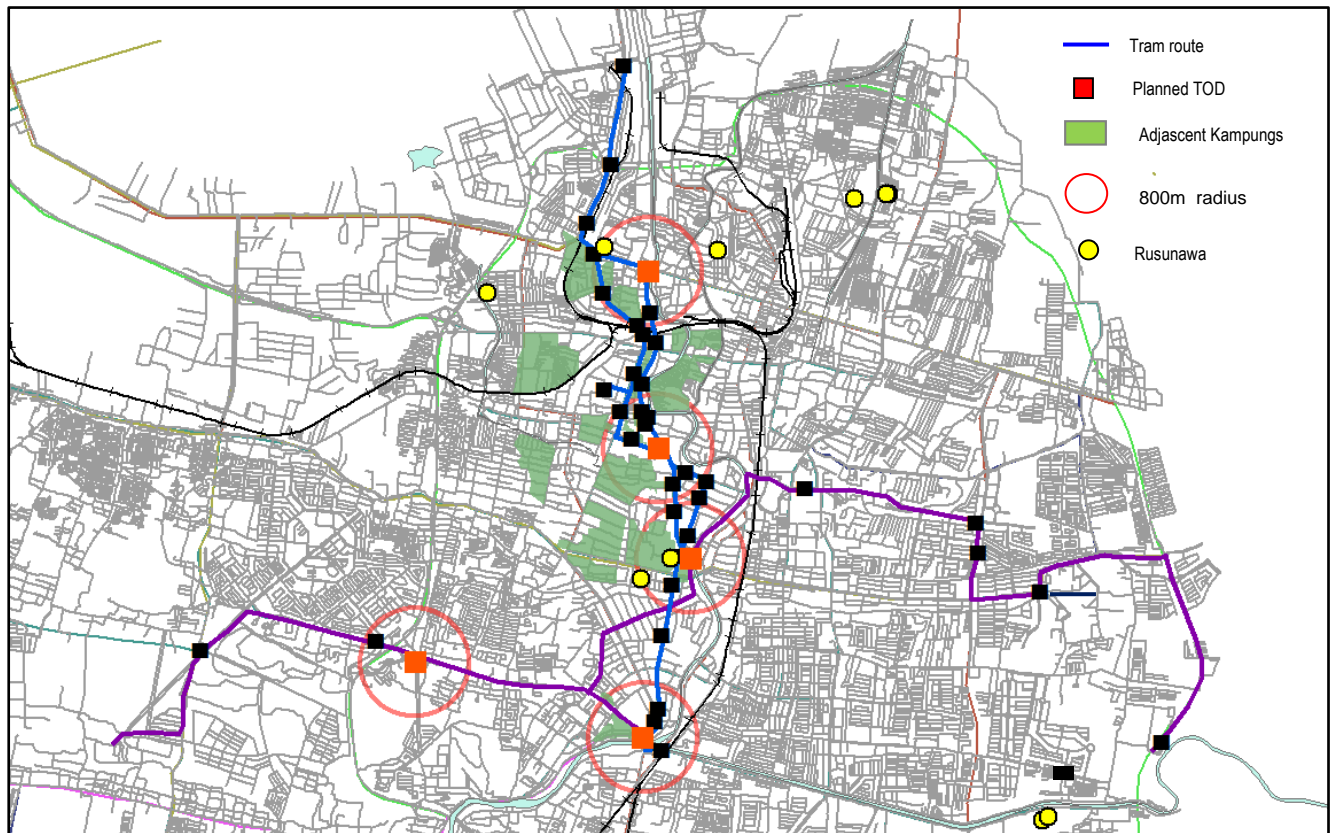 Tram route
Planned TOD
Adjascent Kampungs
800m radius
Rusunawa